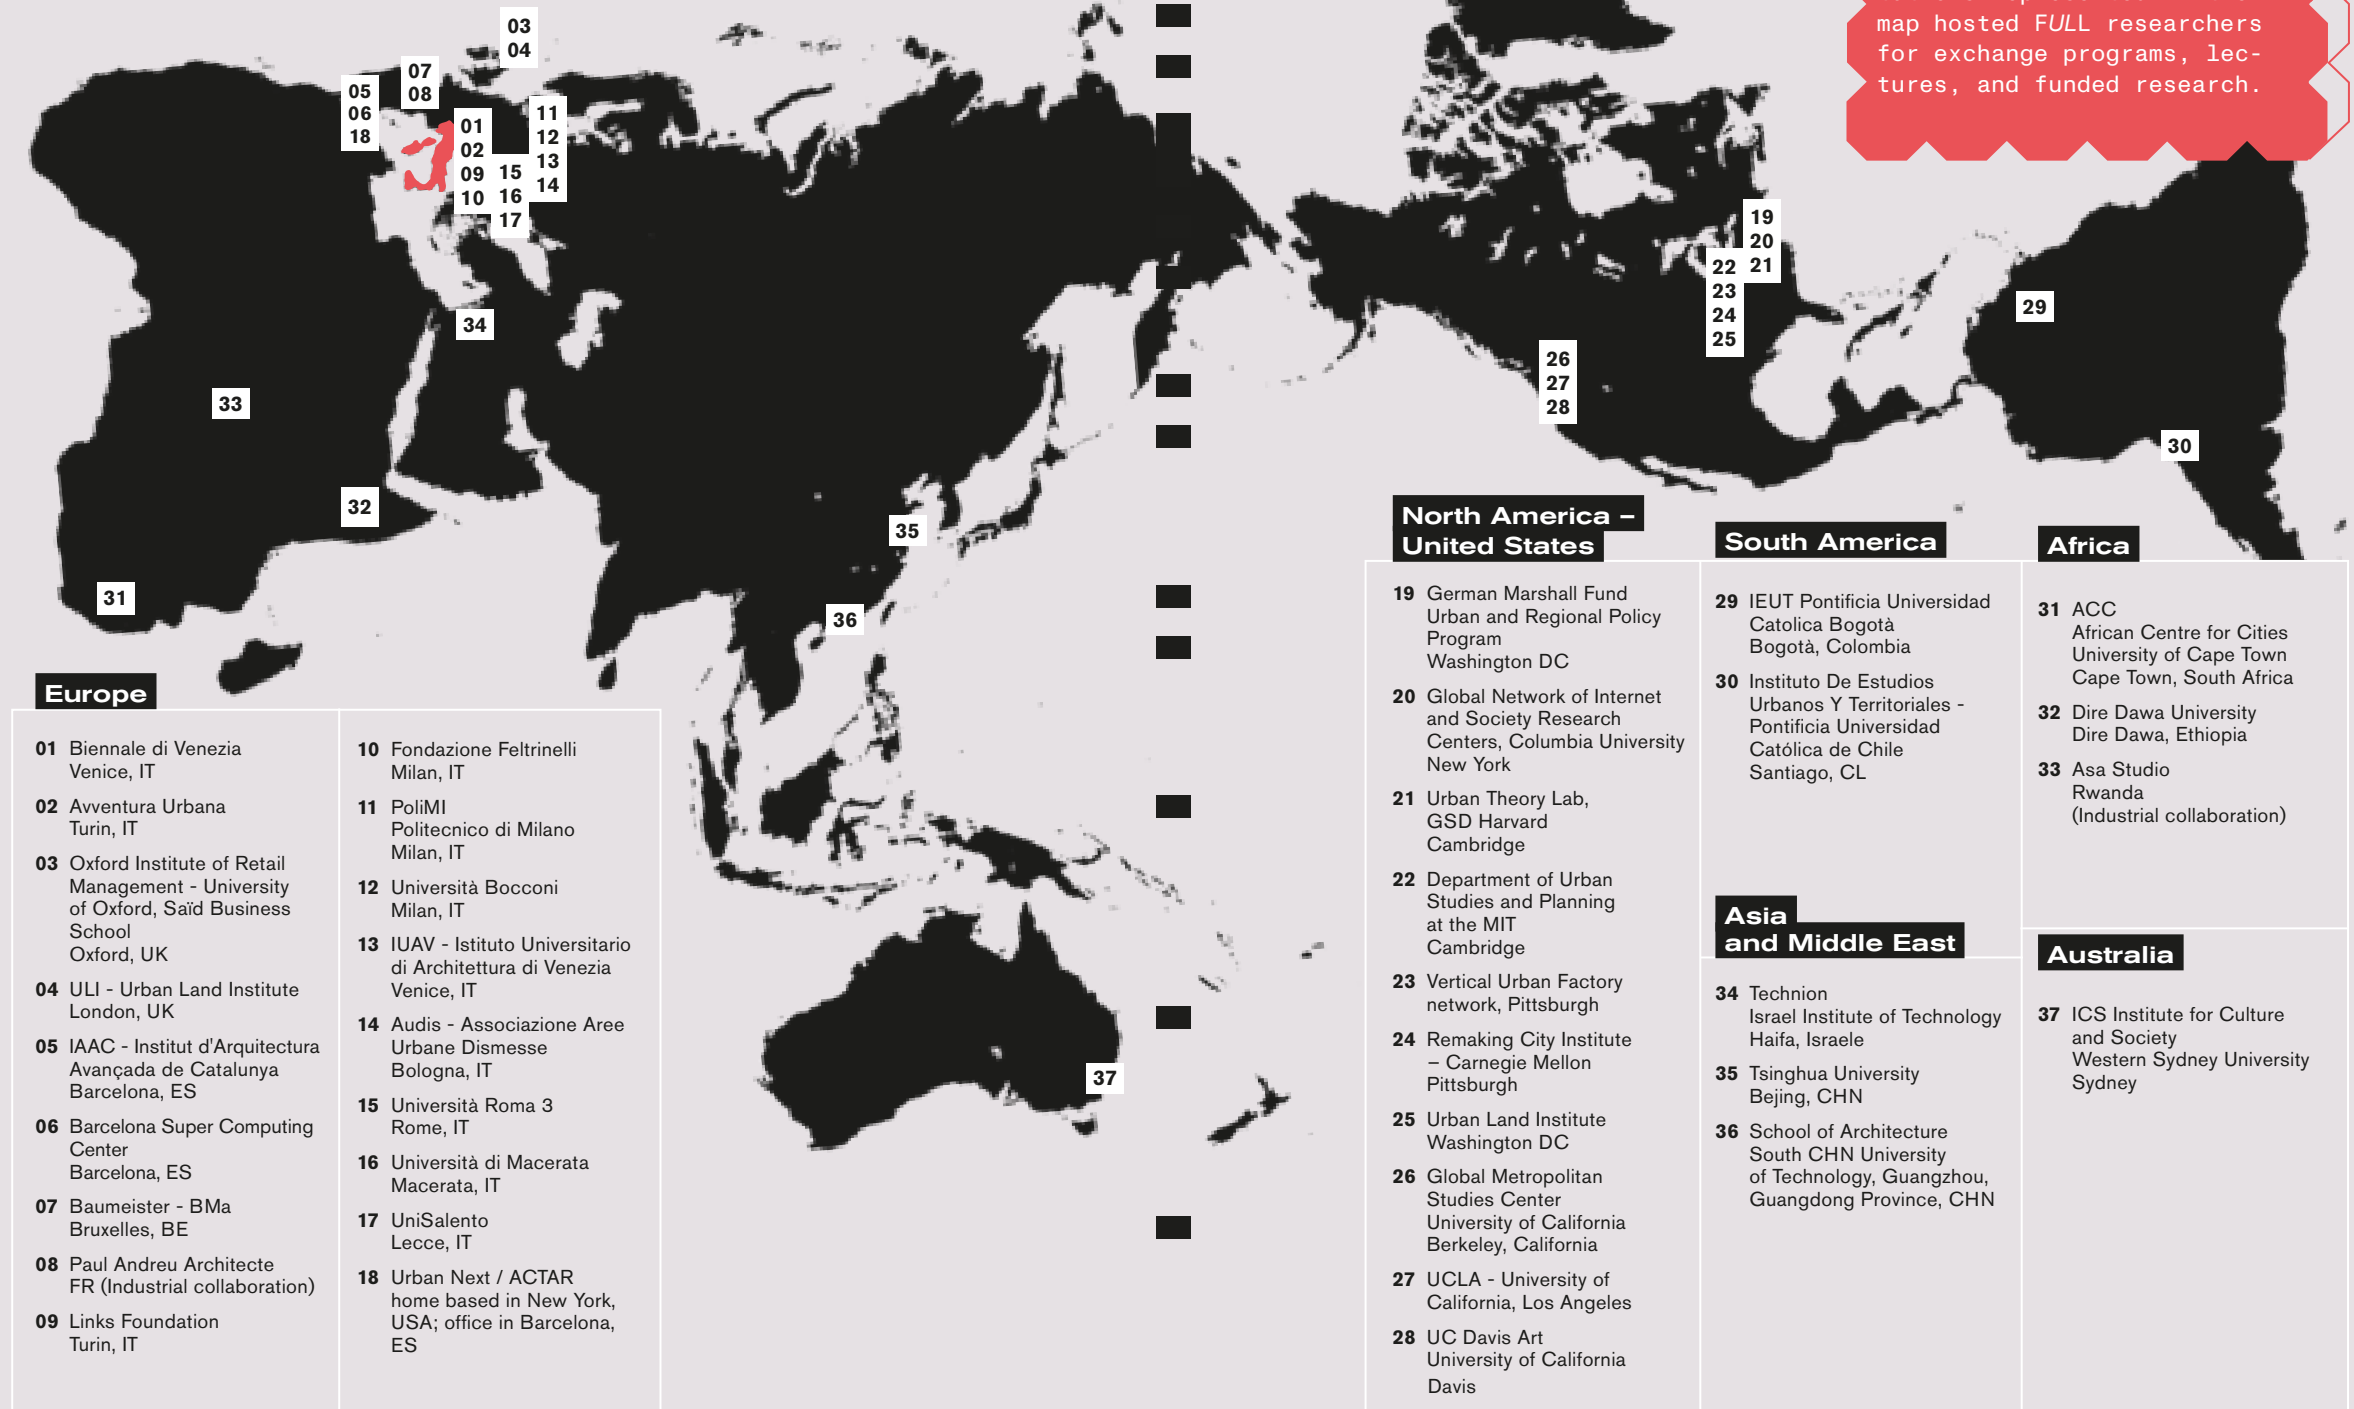 map hosted FULL researchers
for exchange programs, lec-
tures, and funded research.
03
04
07
08
05
06
18
01
02
09
10
11
12
13
14
15
16
17
19
20
21
22
23
24
25
26
27
28
29
30
31
32
33
34
35
36
37
Europe
01 Biennale di Venezia
Venice, IT
02 Avventura Urbana
Turin, IT
03 Oxford Institute of Retail
Management - University
of Oxford, Saïd Business
School
Oxford, UK
04 ULI - Urban Land Institute
London, UK
05 IAAC - Institut d'Arquitectura
Avançada de Catalunya
Barcelona, ES
06 Barcelona Super Computing
Center
Barcelona, ES
07 Baumeister - BMa
Bruxelles, BE
08 Paul Andreu Architecte
FR (Industrial collaboration)
09 Links Foundation
Turin, IT
10 Fondazione Feltrinelli
Milan, IT
11 PoliMI
Politecnico di Milano
Milan, IT
12 Università Bocconi
Milan, IT
13 IUAV - Istituto Universitario
di Architettura di Venezia
Venice, IT
14 Audis - Associazione Aree
Urbane Dismesse
Bologna, IT
15 Università Roma 3
Rome, IT
16 Università di Macerata
Macerata, IT
17 UniSalento
Lecce, IT
18 Urban Next / ACTAR
home based in New York,
USA; office in Barcelona,
ES
North America –
United States
19 German Marshall Fund
Urban and Regional Policy
Program
Washington DC
20 Global Network of Internet
and Society Research
Centers, Columbia University
New York
21 Urban Theory Lab,
GSD Harvard
Cambridge
22 Department of Urban
Studies and Planning
at the MIT
Cambridge
23 Vertical Urban Factory
network, Pittsburgh
24 Remaking City Institute
– Carnegie Mellon
Pittsburgh
25 Urban Land Institute
Washington DC
26 Global Metropolitan
Studies Center
University of California
Berkeley, California
27 UCLA - University of
California, Los Angeles
28 UC Davis Art
University of California
Davis
South America
29 IEUT Pontificia Universidad
Catolica Bogotà
Bogotà, Colombia
30 Instituto De Estudios
Urbanos Y Territoriales -
Pontificia Universidad
Católica de Chile
Santiago, CL
Asia
and Middle East
34 Technion
Israel Institute of Technology
Haifa, Israele
35 Tsinghua University
Bejing, CHN
36 School of Architecture
South CHN University
of Technology, Guangzhou,
Guangdong Province, CHN
Africa
31 ACC
African Centre for Cities
University of Cape Town
Cape Town, South Africa
32 Dire Dawa University
Dire Dawa, Ethiopia
33 Asa Studio
Rwanda
(Industrial collaboration)
Australia
37 ICS Institute for Culture
and Society
Western Sydney University
Sydney